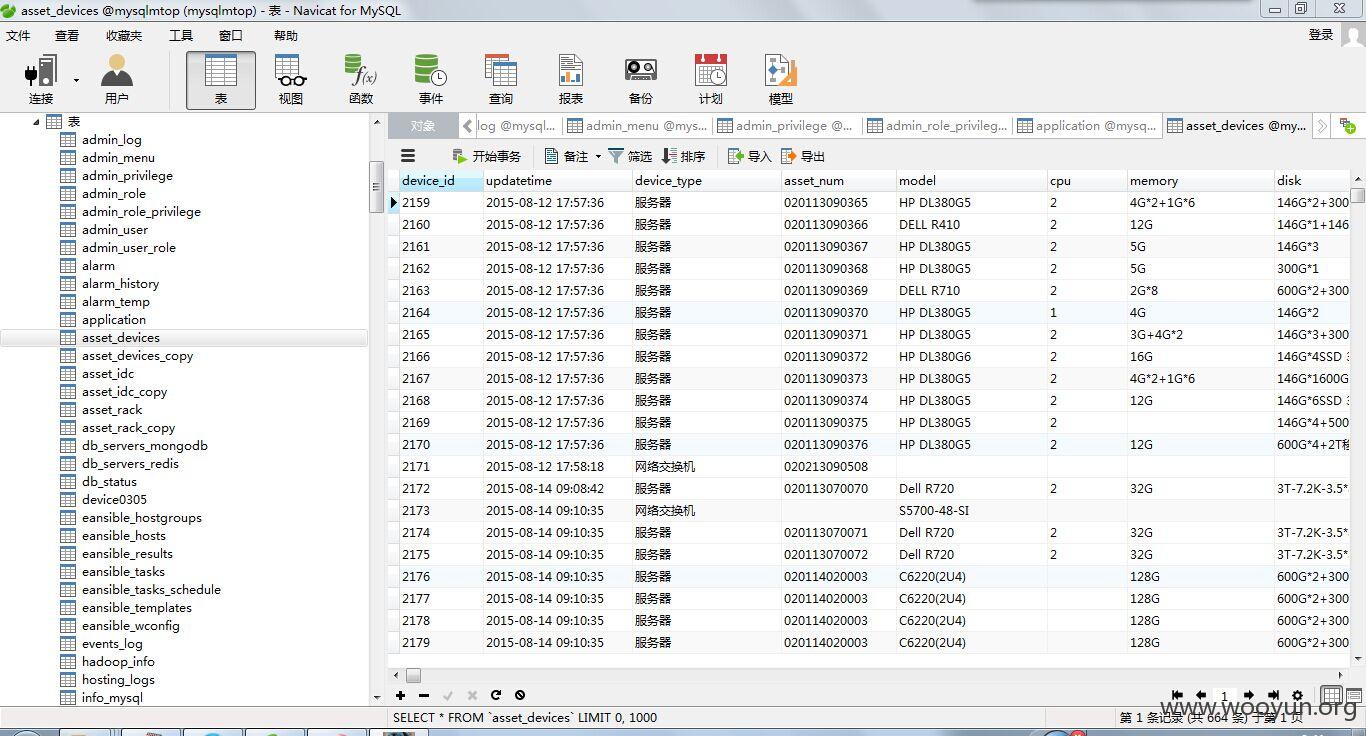 asset_devices @mysqlmtop (mysqlmtop) - 表 - Navicat for MySQL
文件 查看 收藏夹 工具 窗口 帮助 登录
连接 用户 表 视图 函数 事件 查询 报表 备份 计划 模型
对象 log @mysql... admin_menu @mys... admin_privilege @... admin_role_privileg... application @mysq... asset_devices @my...
开始事务 备注 筛选 排序 导入 导出
表
admin_log
admin_menu
admin_privilege
admin_role
admin_role_privilege
admin_user
admin_user_role
alarm
alarm_history
alarm_temp
application
asset_devices
asset_devices_copy
asset_idc
asset_idc_copy
asset_rack
asset_rack_copy
db_servers_mongodb
db_servers_redis
db_status
device0305
eansible_hostgroups
eansible_hosts
eansible_results
eansible_tasks
eansible_tasks_schedule
eansible_templates
eansible_wconfig
events_log
hadoop_info
hosting_logs
info_mysql
device_id updatetime device_type asset_num model cpu memory disk
2159 2015-08-12 17:57:36 服务器 020113090365 HP DL380G5 2 4G*2+1G*6 146G*2+300
2160 2015-08-12 17:57:36 服务器 020113090366 DELL R410 2 12G 146G*1+146
2161 2015-08-12 17:57:36 服务器 020113090367 HP DL380G5 2 5G 146G*3
2162 2015-08-12 17:57:36 服务器 020113090368 HP DL380G5 2 5G 300G*1
2163 2015-08-12 17:57:36 服务器 020113090369 DELL R710 2 2G*8 600G*2+300
2164 2015-08-12 17:57:36 服务器 020113090370 HP DL380G5 1 4G 146G*2
2165 2015-08-12 17:57:36 服务器 020113090371 HP DL380G5 2 3G+4G*2 146G*3+300
2166 2015-08-12 17:57:36 服务器 020113090372 HP DL380G6 2 16G 146G*4SSD 3
2167 2015-08-12 17:57:36 服务器 020113090373 HP DL380G5 2 4G*2+1G*6 146G*1600G
2168 2015-08-12 17:57:36 服务器 020113090374 HP DL380G5 2 12G 146G*6SSD 3
2169 2015-08-12 17:57:36 服务器 020113090375 HP DL380G5 2 146G*4+500
2170 2015-08-12 17:57:36 服务器 020113090376 HP DL380G5 2 12G 600G*4+2T移
2171 2015-08-12 17:58:18 网络交换机 020213090508
2172 2015-08-14 09:08:42 服务器 020113070070 Dell R720 2 32G 3T-7.2K-3.5*
2173 2015-08-14 09:10:35 网络交换机 S5700-48-SI
2174 2015-08-14 09:10:35 服务器 020113070071 Dell R720 2 32G 3T-7.2K-3.5*
2175 2015-08-14 09:10:35 服务器 020113070072 Dell R720 2 32G 3T-7.2K-3.5*
2176 2015-08-14 09:10:35 服务器 020114020003 C6220(2U4) 128G 600G*2+300
2177 2015-08-14 09:10:35 服务器 020114020003 C6220(2U4) 128G 600G*2+300
2178 2015-08-14 09:10:35 服务器 020114020003 C6220(2U4) 128G 600G*2+300
2179 2015-08-14 09:10:35 服务器 020114020003 C6220(2U4) 128G 600G*2+300
1
SELECT * FROM `asset_devices` LIMIT 0, 1000
第 1 条记录 (共 664 条) 于第 1 页
www.wooyun.org